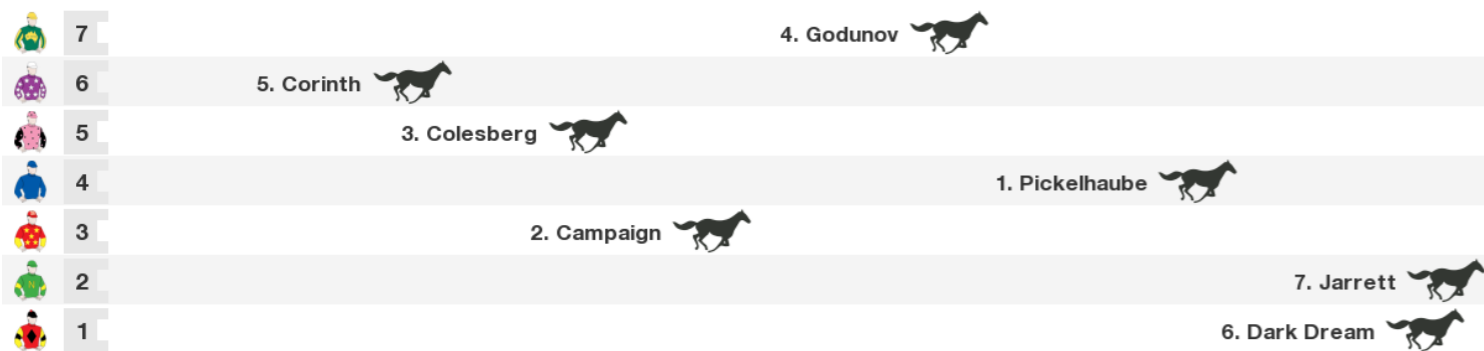 7 4. Godunov
6 5. Corinth
5 3. Colesberg
4 1. Pickelhaube
3 2. Campaign
2 N 7. Jarrett
1 6. Dark Dream